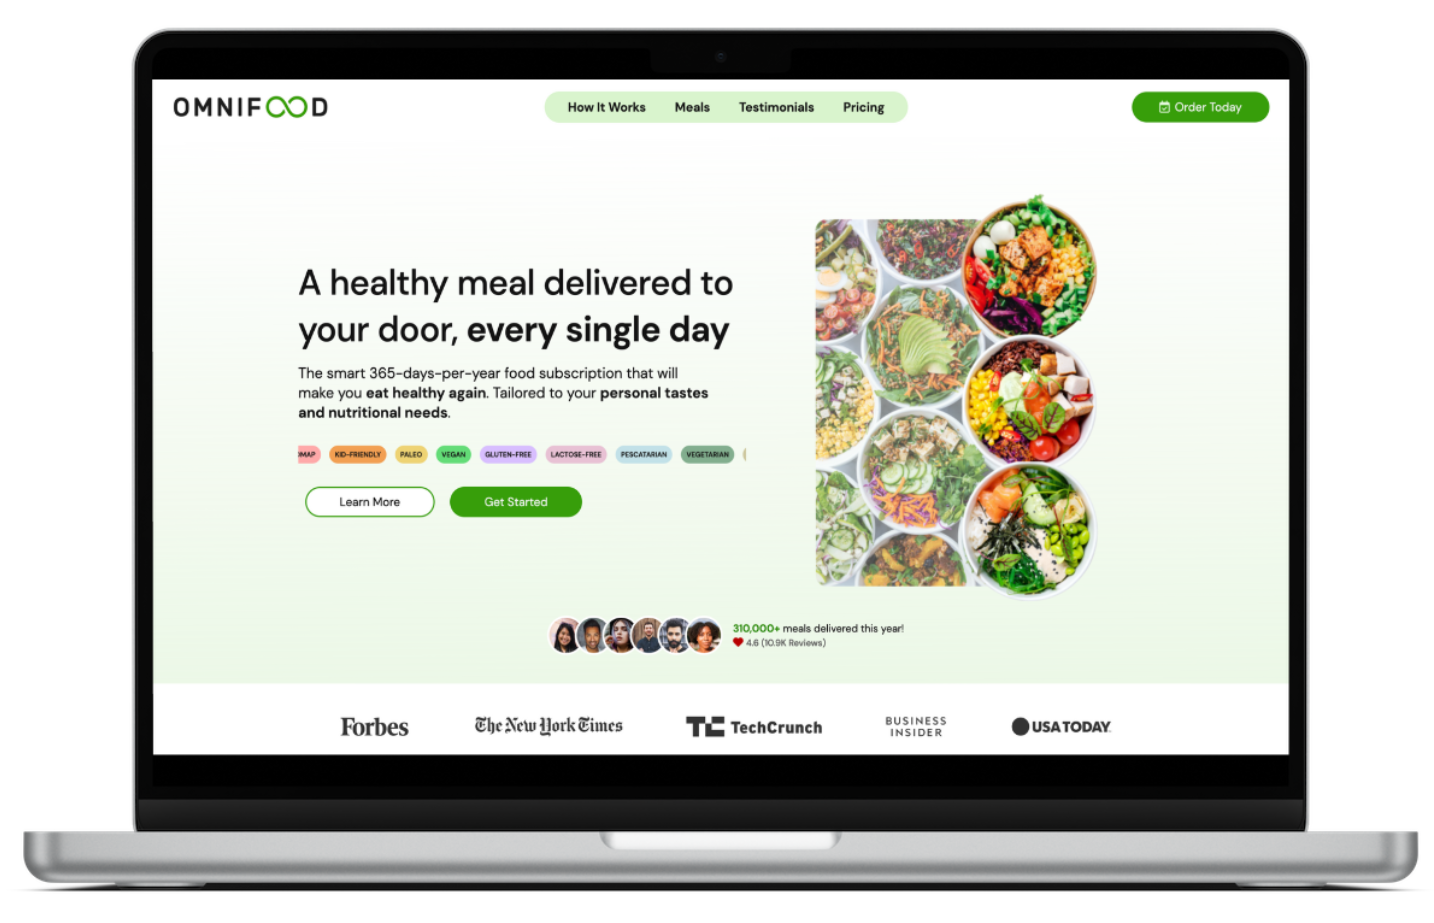 OMNIFOOD
How It Works Meals Testimonials Pricing
Order Today
A healthy meal delivered to
your door, every single day
The smart 365-days-per-year food subscription that will
make you eat healthy again. Tailored to your personal tastes
and nutritional needs.
KID-FRIENDLY PALEO VEGAN GLUTEN-FREE LACTOSE-FREE PESCATARIAN VEGETARIAN
Learn More Get Started
310,000+ meals delivered this year!
4.6 (10.9K Reviews)
Forbes
The New York Times
TC TechCrunch
BUSINESS
INSIDER
USA TODAY